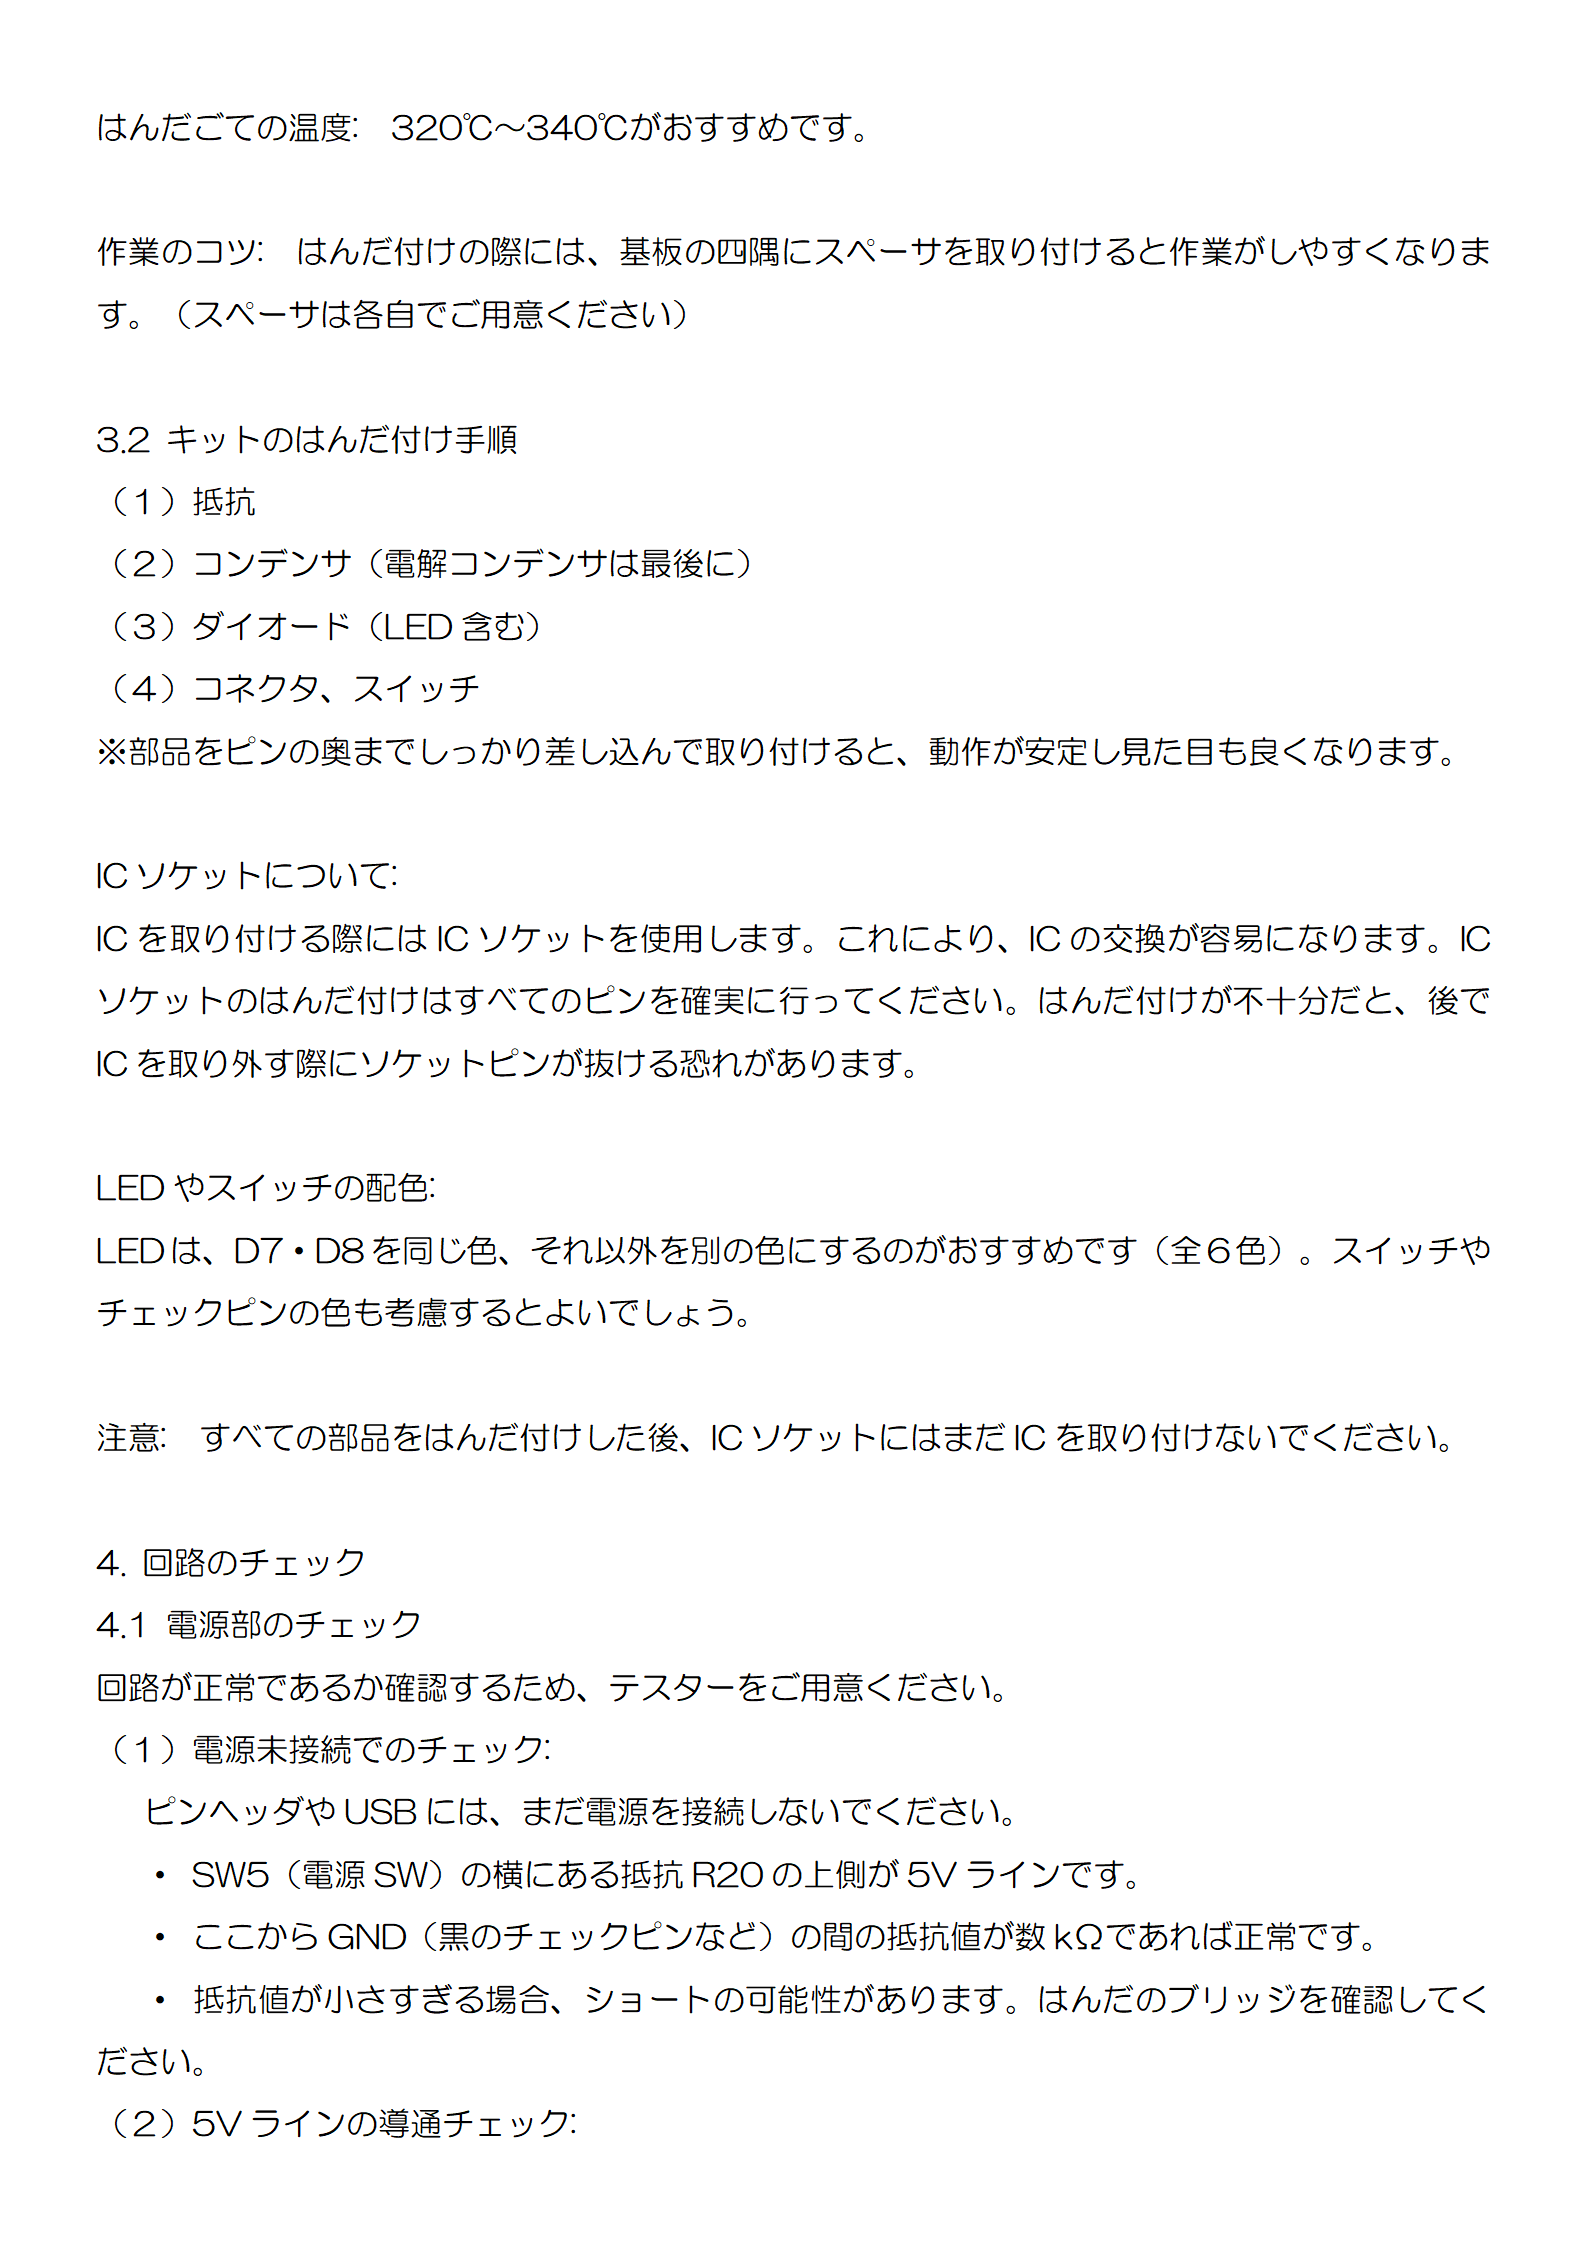 はんだごての温度:　320℃～340℃がおすすめです。
作業のコツ:　はんだ付けの際には、基板の四隅にスペーサを取り付けると作業がしやすくなりま
す。（スペーサは各自でご用意ください）
3.2 キットのはんだ付け手順
（１）抵抗
（２）コンデンサ（電解コンデンサは最後に）
（３）ダイオード（LED 含む）
（４）コネクタ、スイッチ
※部品をピンの奥までしっかり差し込んで取り付けると、動作が安定し見た目も良くなります。
IC ソケットについて:
IC を取り付ける際には IC ソケットを使用します。これにより、IC の交換が容易になります。IC
ソケットのはんだ付けはすべてのピンを確実に行ってください。はんだ付けが不十分だと、後で
IC を取り外す際にソケットピンが抜ける恐れがあります。
LED やスイッチの配色:
LED は、D7・D8 を同じ色、それ以外を別の色にするのがおすすめです（全６色）。スイッチや
チェックピンの色も考慮するとよいでしょう。
注意:　すべての部品をはんだ付けした後、IC ソケットにはまだ IC を取り付けないでください。
4. 回路のチェック
4.1 電源部のチェック
回路が正常であるか確認するため、テスターをご用意ください。
（１）電源未接続でのチェック:
ピンヘッダや USB には、まだ電源を接続しないでください。
・ SW5（電源 SW）の横にある抵抗 R20 の上側が 5V ラインです。
・ ここから GND（黒のチェックピンなど）の間の抵抗値が数 kΩであれば正常です。
・ 抵抗値が小さすぎる場合、ショートの可能性があります。はんだのブリッジを確認してく
ださい。
（２）5V ラインの導通チェック: